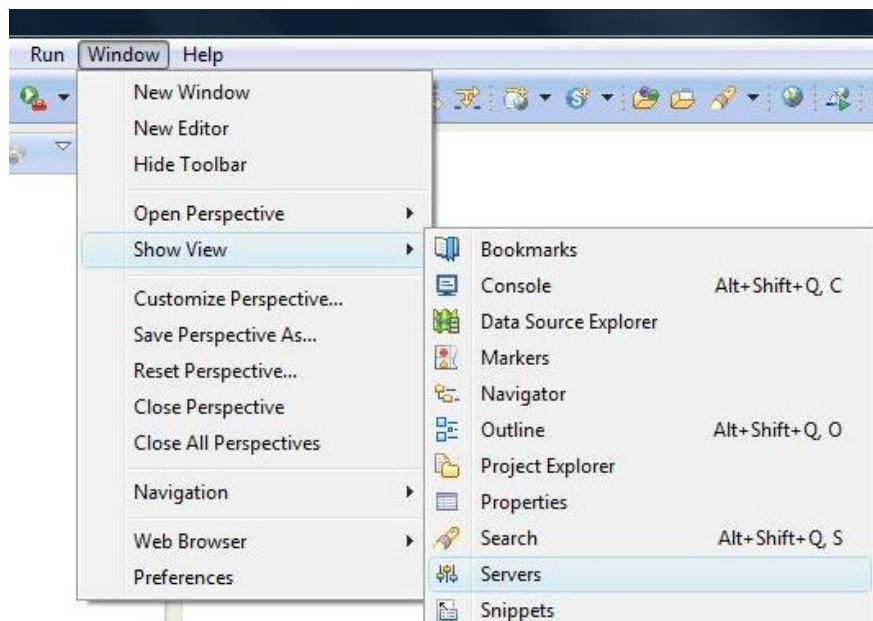 Run Window Help
New Window
New Editor
Hide Toolbar
Open Perspective
Show View
Customize Perspective...
Save Perspective As...
Reset Perspective...
Close Perspective
Close All Perspectives
Navigation
Web Browser
Preferences
Bookmarks
Console Alt+Shift+Q, C
Data Source Explorer
Markers
Navigator
Outline Alt+Shift+Q, O
Project Explorer
Properties
Search Alt+Shift+Q, S
Servers
Snippets